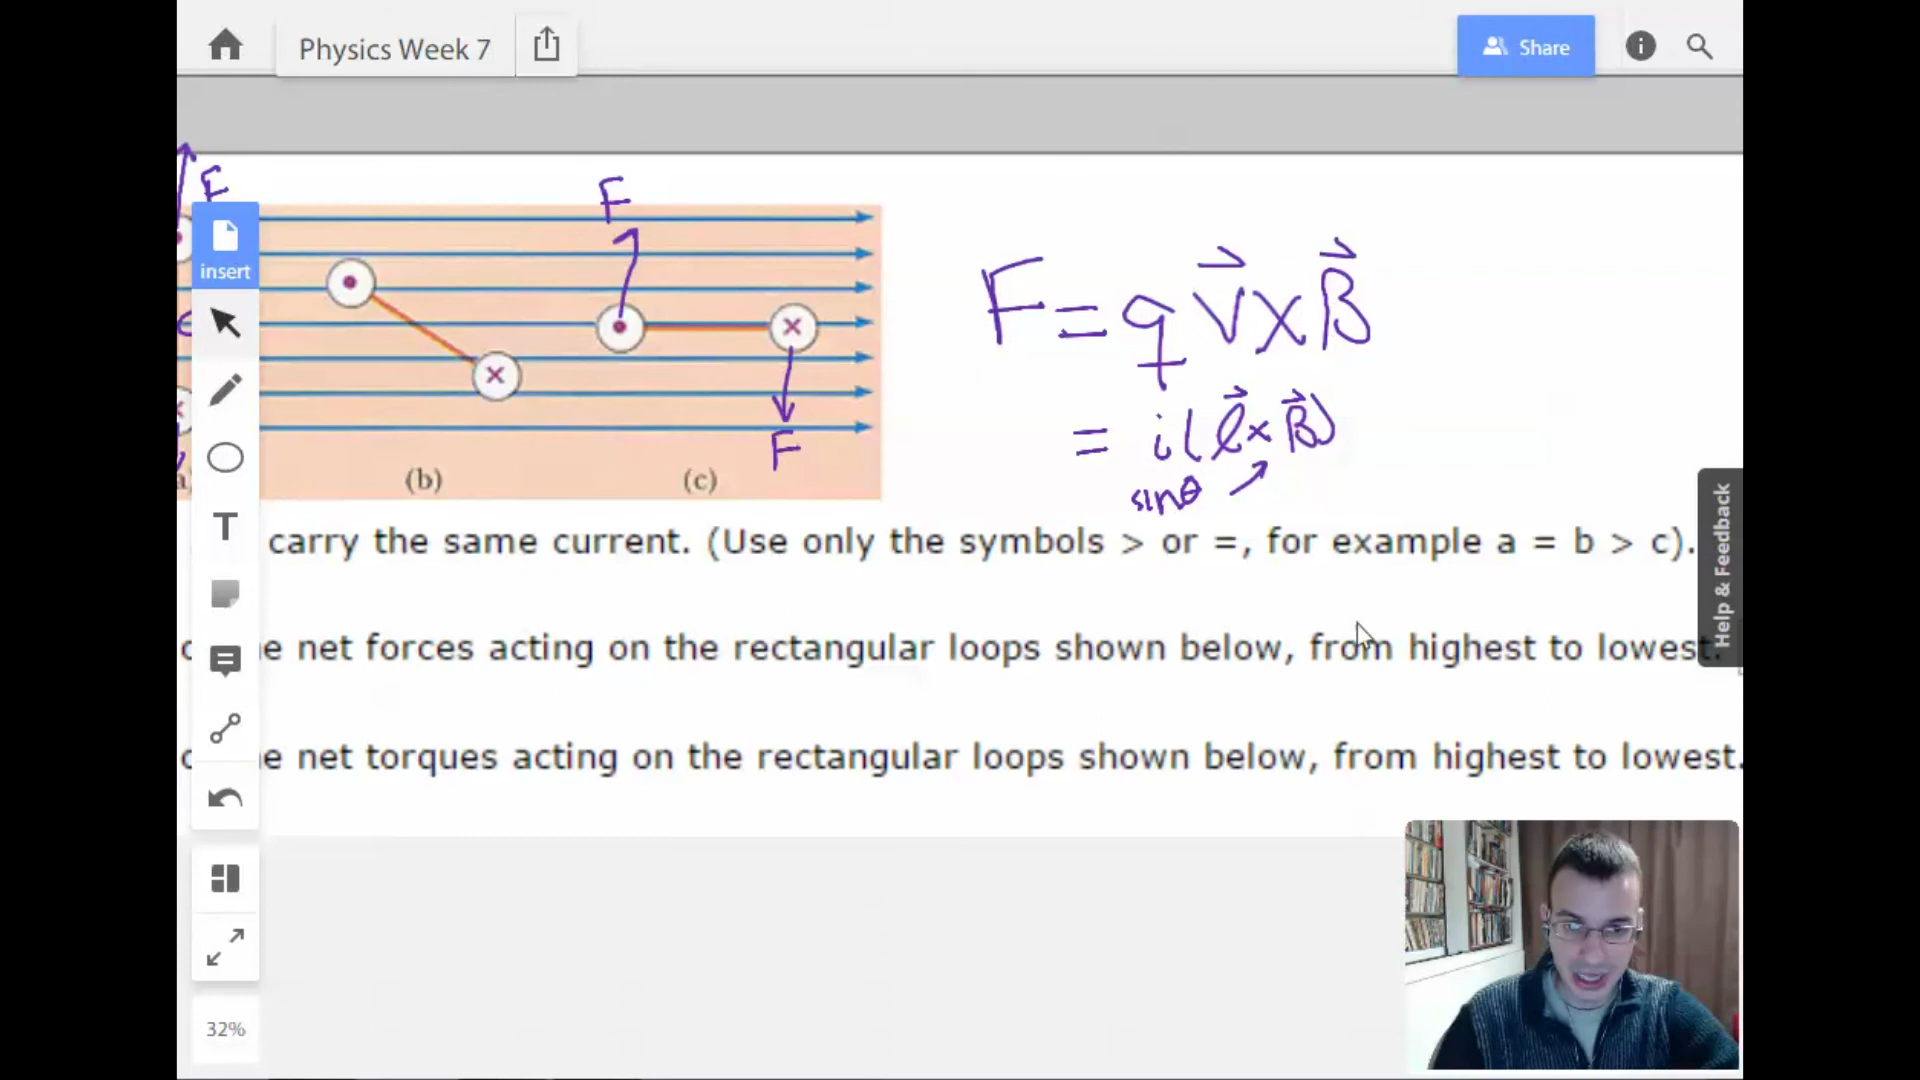 Physics Week 7
Share
F
F
insert
F = q v⃗ × B⃗
= i(ℓ⃗ × B⃗)
F
sinθ
(b)
(c)
carry the same current. (Use only the symbols > or =, for example a = b > c).
net forces acting on the rectangular loops shown below, from highest to lowest.
net torques acting on the rectangular loops shown below, from highest to lowest.
T
Help & Feedback
32%